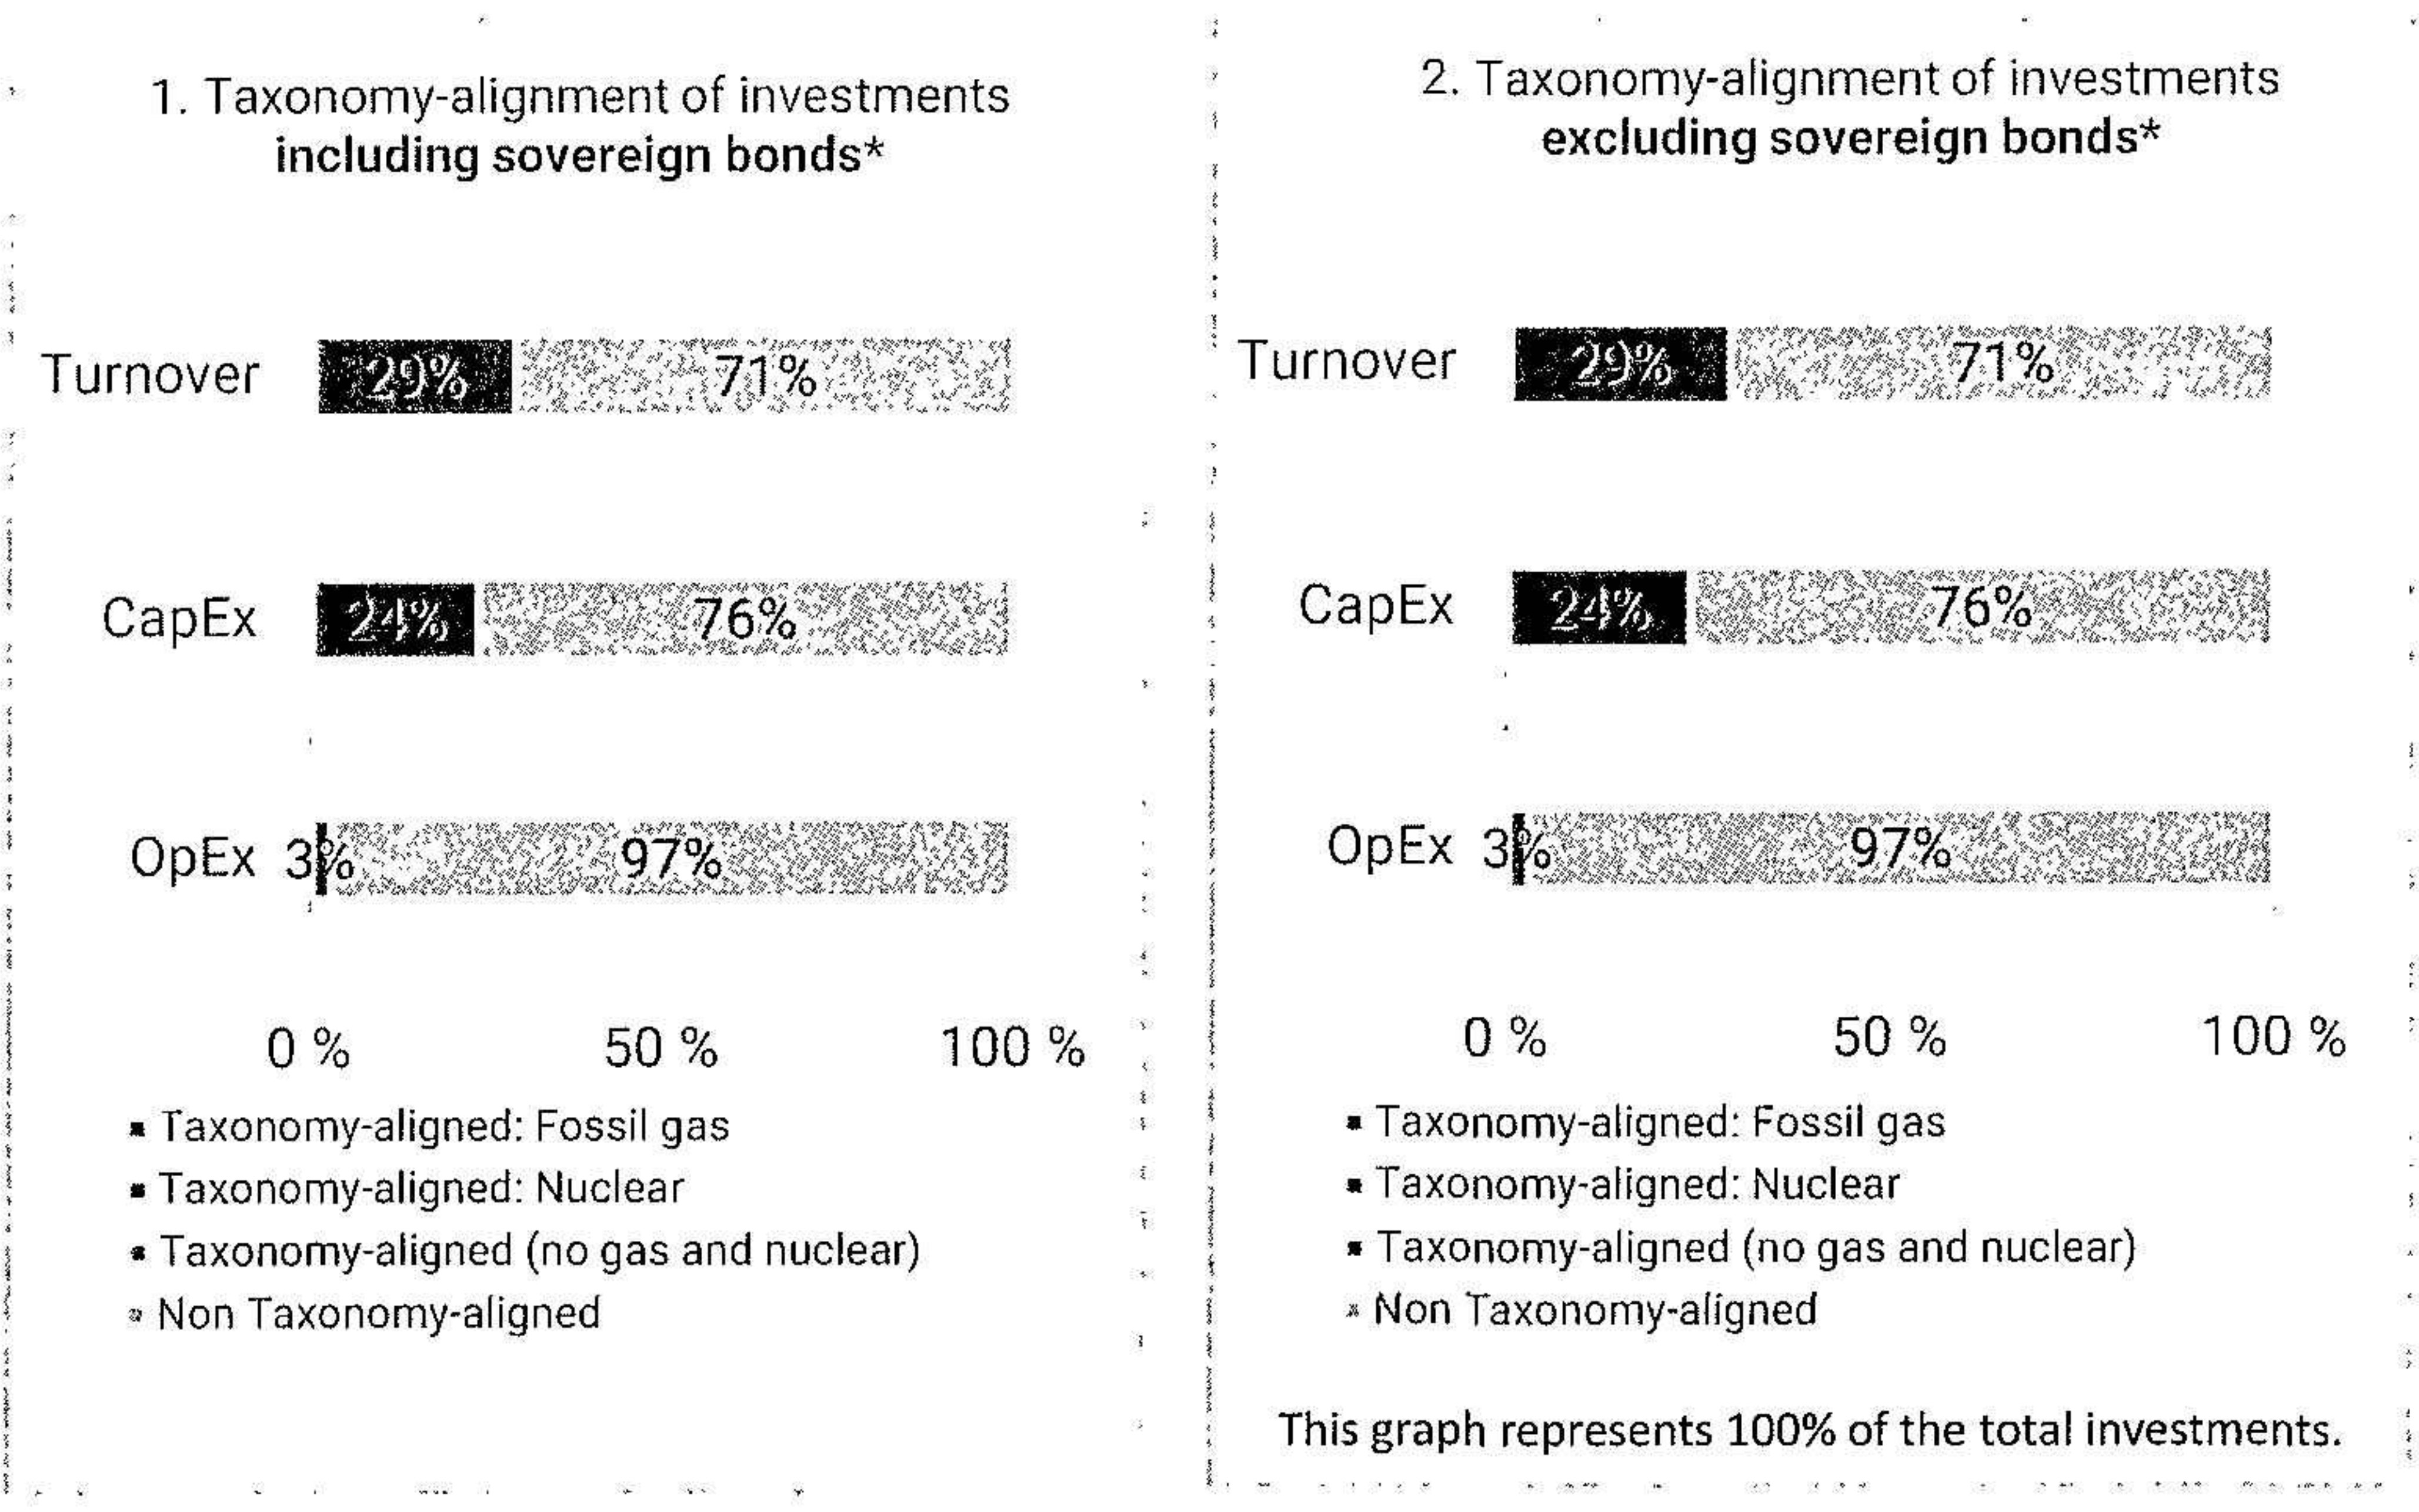 1. Taxonomy-alignment of investments
including sovereign bonds*
Turnover 29% 71%
CapEx 24% 76%
OpEx 3% 97%
0 % 50 % 100 %
Taxonomy-aligned: Fossil gas
Taxonomy-aligned: Nuclear
Taxonomy-aligned (no gas and nuclear)
Non Taxonomy-aligned
2. Taxonomy-alignment of investments
excluding sovereign bonds*
Turnover 29% 71%
CapEx 24% 76%
OpEx 3% 97%
0 % 50 % 100 %
Taxonomy-aligned: Fossil gas
Taxonomy-aligned: Nuclear
Taxonomy-aligned (no gas and nuclear)
Non Taxonomy-aligned
This graph represents 100% of the total investments.